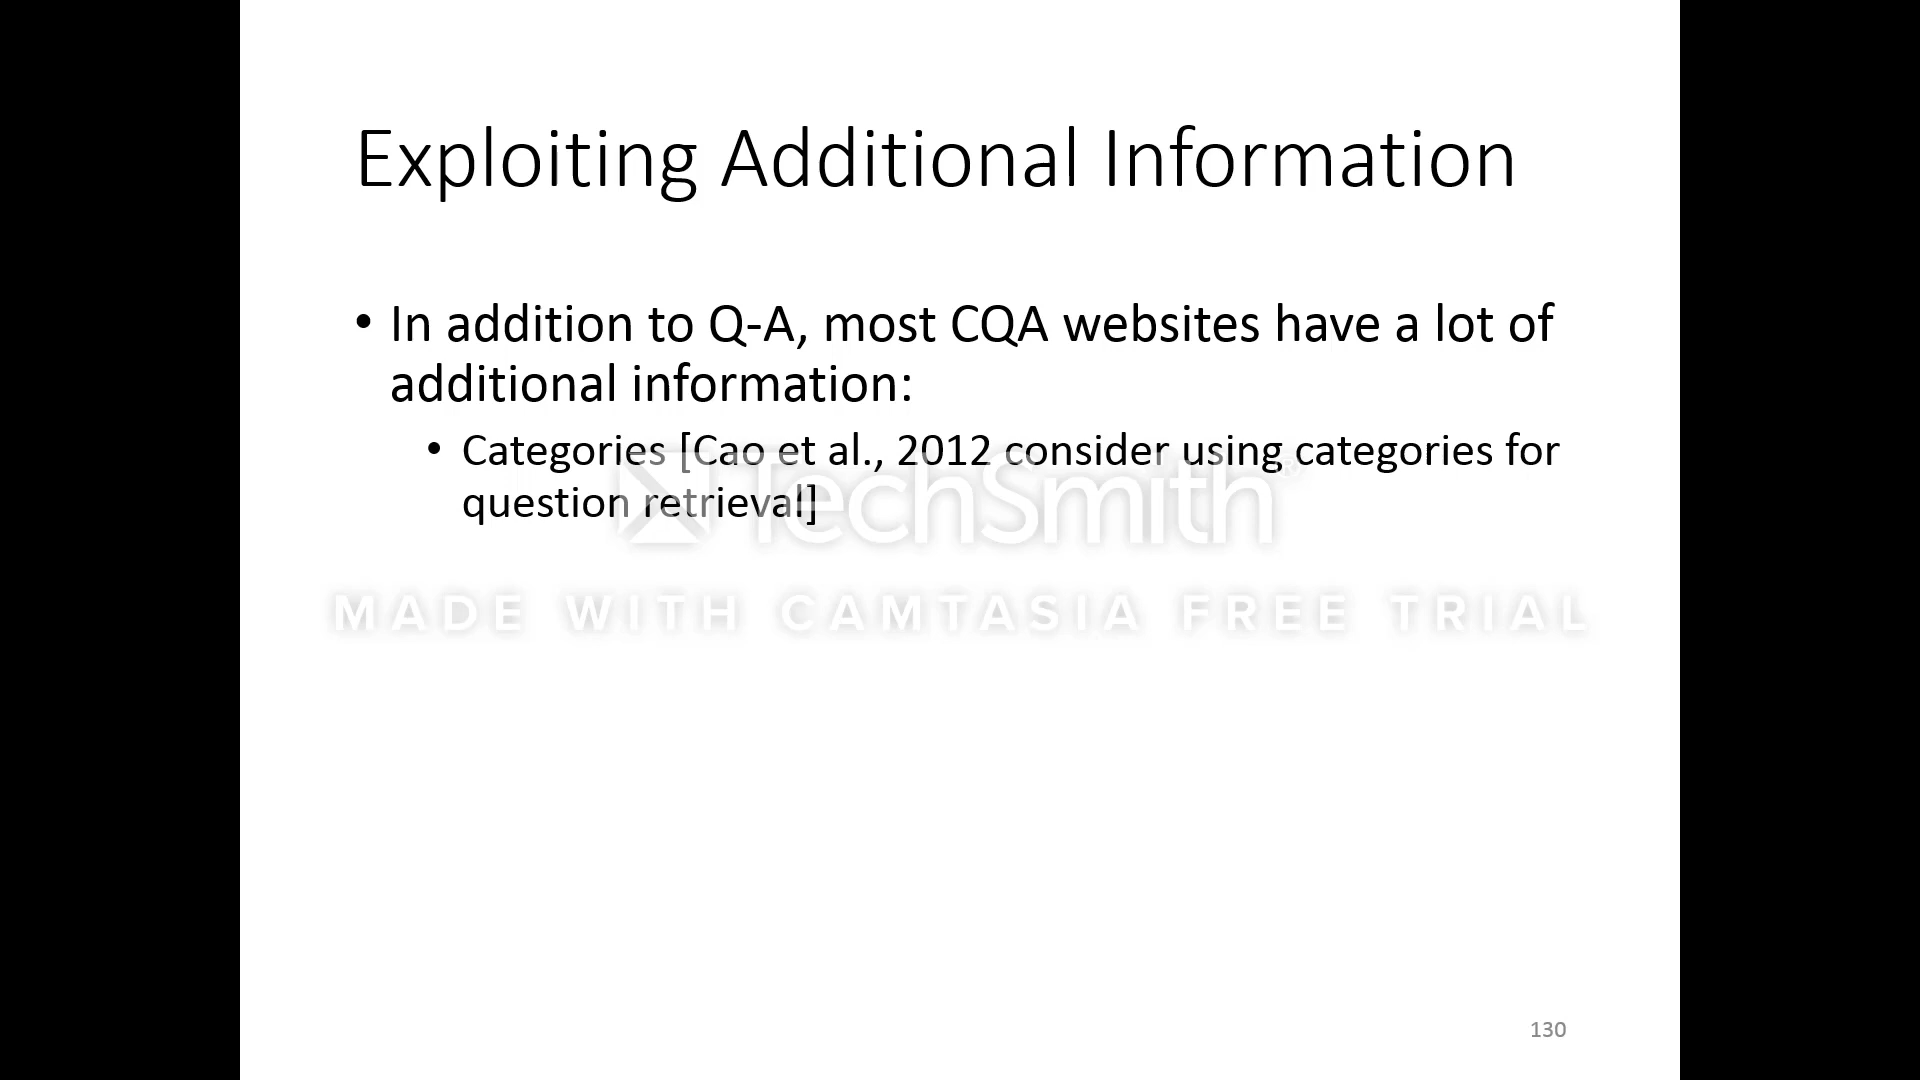 Exploiting Additional Information
• In addition to Q-A, most CQA websites have a lot of
additional information:
• Categories [Cao et al., 2012 consider using categories for
question retrieval]
TechSmith®
MADE WITH CAMTASIA FREE TRIAL
130